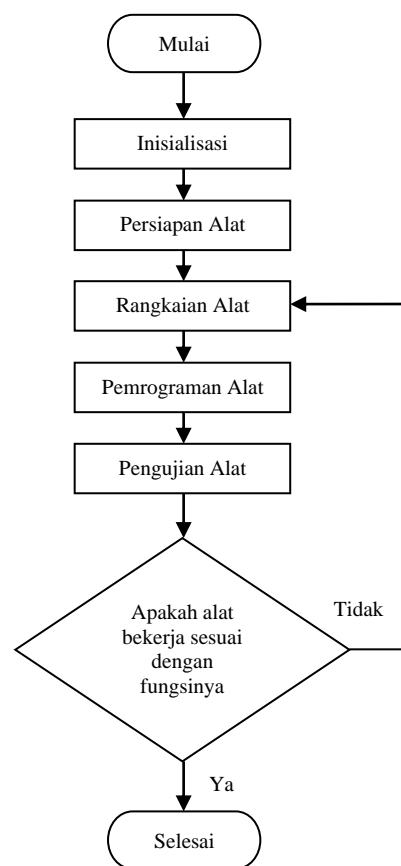 Mulai
Inisialisasi
Persiapan Alat
Rangkaian Alat
Pemrograman Alat
Pengujian Alat
Apakah alat
bekerja sesuai
dengan
fungsinya
Tidak
Ya
Selesai